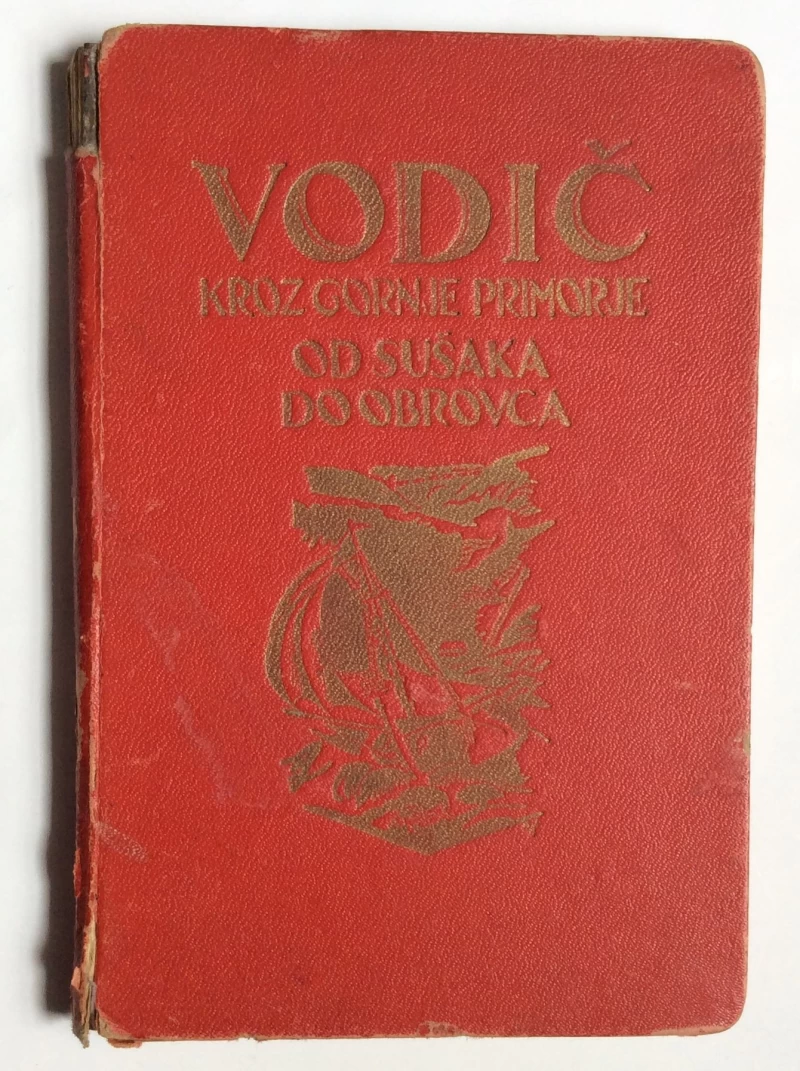 VODIČ
KROZ GORNJE PRIMORJE
OD SUŠAKA
DO OBROVCA